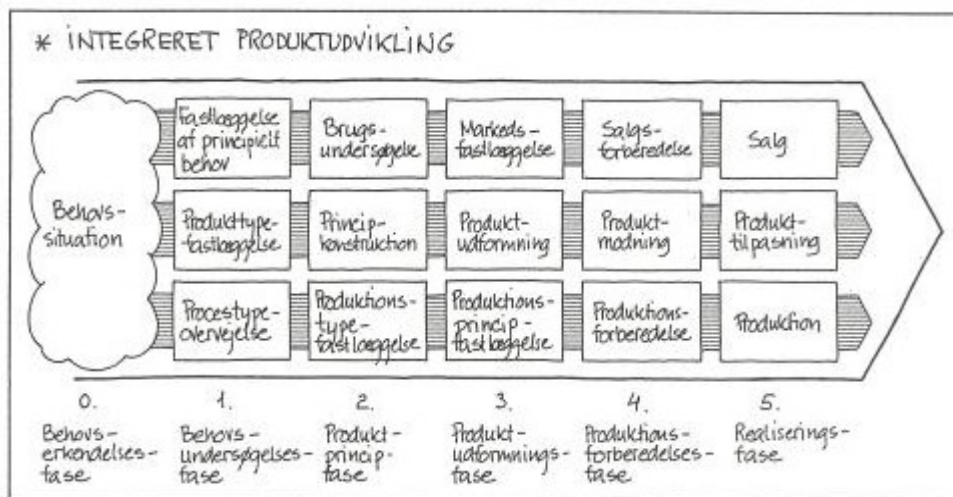 * INTEGRERET PRODUKTUDVIKLING
Behovs-
situation
Fastlæggelse
af principielt
behov
Brugs-
undersøgelse
Markeds-
fastlæggelse
Salgs-
forberedelse
Salg
Produkttype-
fastlæggelse
Princip-
konstruktion
Produkt-
udformning
Produkt-
modning
Produkt-
tilpasning
Procestype-
overvejelse
Produktions-
type-
fastlæggelse
Produktions-
princip-
fastlæggelse
Produktions-
forberedelse
Produktion
0.
Behovs-
erkendelses-
fase
1.
Behovs-
undersøgelses-
fase
2.
Produkt-
princip-
fase
3.
Produkt-
udformnings-
fase
4.
Produktions-
forberedelses-
fase
5.
Realiserings-
fase